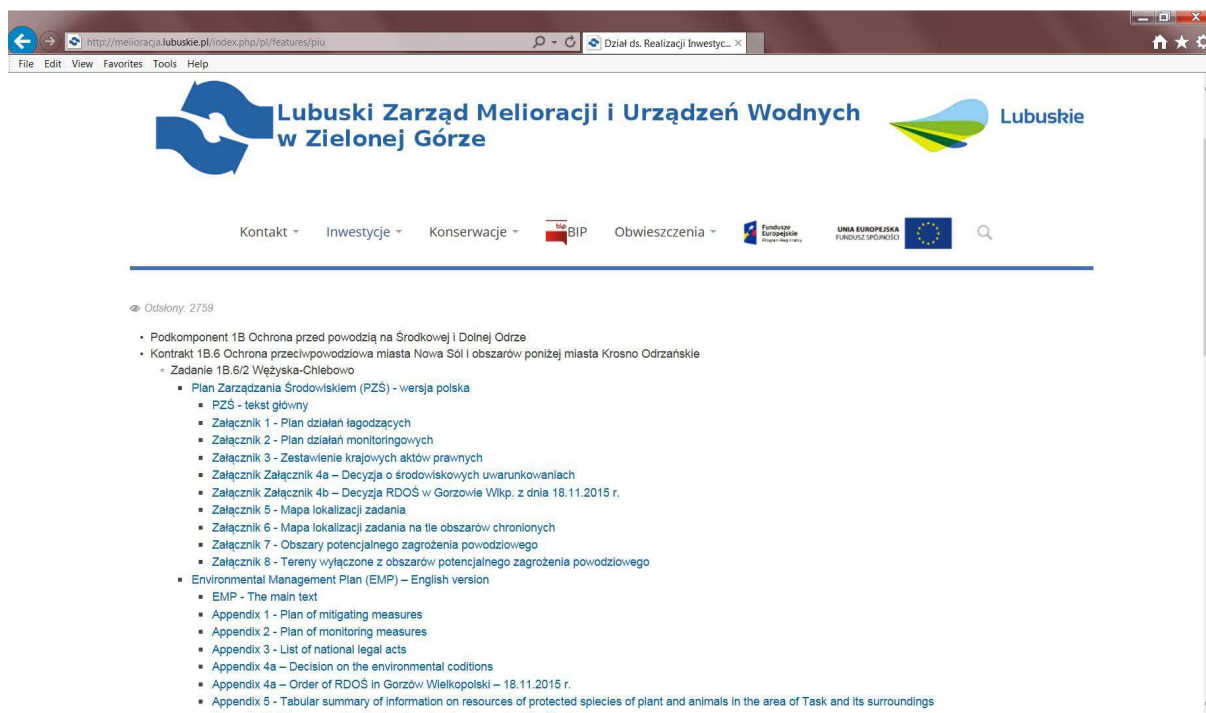 http://melioracja.lubuskie.pl/index.php/pl/features/piu
Dział ds. Realizacji Inwestyc...
File Edit View Favorites Tools Help
Lubuski Zarząd Melioracji i Urządzeń Wodnych
w Zielonej Górze
Lubuskie
Kontakt Inwestycje Konserwacje bip BIP Obwieszczenia Fundusze Europejskie Program Regionalny UNIA EUROPEJSKA FUNDUSZ SPÓJNOŚCI
Odsłony: 2759
• Podkomponent 1B Ochrona przed powodzią na Środkowej i Dolnej Odrze
• Kontrakt 1B.6 Ochrona przeciwpowodziowa miasta Nowa Sól i obszarów poniżej miasta Krosno Odrzańskie
◦ Zadanie 1B.6/2 Wężyska-Chlebowo
▪ Plan Zarządzania Środowiskiem (PZŚ) - wersja polska
▪ PZŚ - tekst główny
▪ Załącznik 1 - Plan działań łagodzących
▪ Załącznik 2 - Plan działań monitoringowych
▪ Załącznik 3 - Zestawienie krajowych aktów prawnych
▪ Załącznik Załącznik 4a – Decyzja o środowiskowych uwarunkowaniach
▪ Załącznik Załącznik 4b – Decyzja RDOŚ w Gorzowie Wlkp. z dnia 18.11.2015 r.
▪ Załącznik 5 - Mapa lokalizacji zadania
▪ Załącznik 6 - Mapa lokalizacji zadania na tle obszarów chronionych
▪ Załącznik 7 - Obszary potencjalnego zagrożenia powodziowego
▪ Załącznik 8 - Tereny wyłączone z obszarów potencjalnego zagrożenia powodziowego
▪ Environmental Management Plan (EMP) – English version
▪ EMP - The main text
▪ Appendix 1 - Plan of mitigating measures
▪ Appendix 2 - Plan of monitoring measures
▪ Appendix 3 - List of national legal acts
▪ Appendix 4a – Decision on the environmental coditions
▪ Appendix 4a – Order of RDOŚ in Gorzów Wielkopolski – 18.11.2015 r.
▪ Appendix 5 - Tabular summary of information on resources of protected spiecies of plant and animals in the area of Task and its surroundings